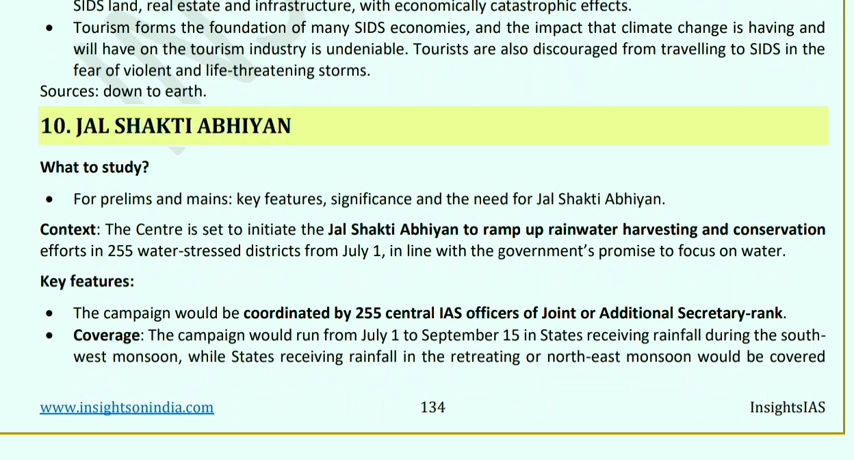 SIDS land, real estate and infrastructure, with economically catastrophic effects.
• Tourism forms the foundation of many SIDS economies, and the impact that climate change is having and
will have on the tourism industry is undeniable. Tourists are also discouraged from travelling to SIDS in the
fear of violent and life-threatening storms.
Sources: down to earth.
10. JAL SHAKTI ABHIYAN
What to study?
• For prelims and mains: key features, significance and the need for Jal Shakti Abhiyan.
Context: The Centre is set to initiate the Jal Shakti Abhiyan to ramp up rainwater harvesting and conservation
efforts in 255 water-stressed districts from July 1, in line with the government’s promise to focus on water.
Key features:
• The campaign would be coordinated by 255 central IAS officers of Joint or Additional Secretary-rank.
• Coverage: The campaign would run from July 1 to September 15 in States receiving rainfall during the south-
west monsoon, while States receiving rainfall in the retreating or north-east monsoon would be covered
www.insightsonindia.com 134 InsightsIAS